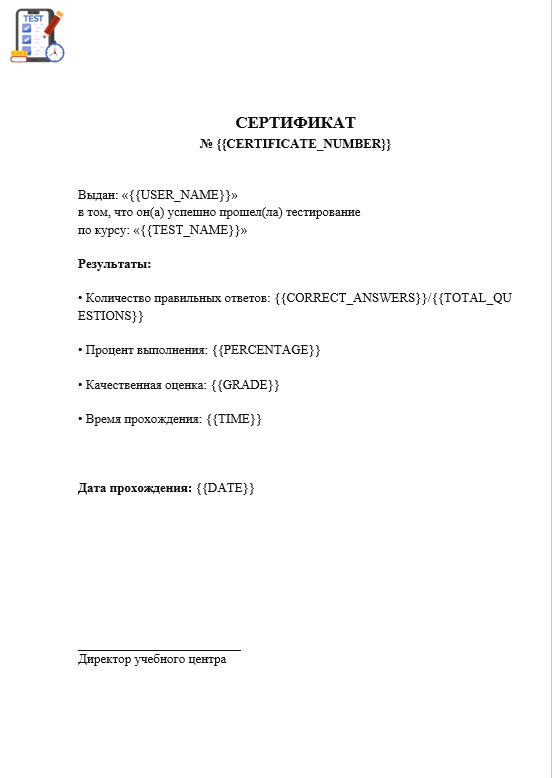 TEST
СЕРТИФИКАТ
№ {{CERTIFICATE_NUMBER}}
Выдан: «{{USER_NAME}}»
в том, что он(а) успешно прошел(ла) тестирование
по курсу: «{{TEST_NAME}}»
Результаты:
• Количество правильных ответов: {{CORRECT_ANSWERS}}/{{TOTAL_QU
ESTIONS}}
• Процент выполнения: {{PERCENTAGE}}
• Качественная оценка: {{GRADE}}
• Время прохождения: {{TIME}}
Дата прохождения: {{DATE}}
Директор учебного центра